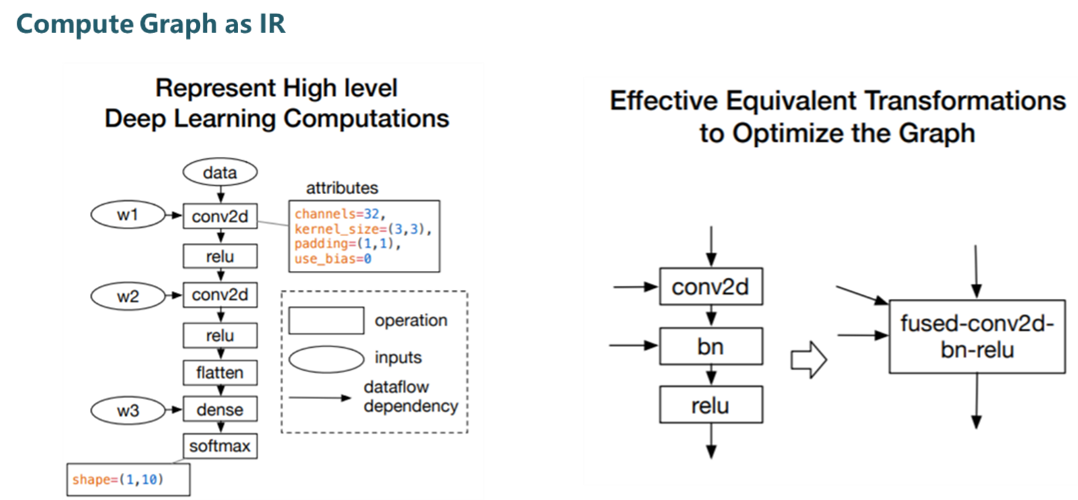 Compute Graph as IR
Represent High level
Deep Learning Computations
data
w1
conv2d
relu
w2
conv2d
relu
flatten
w3
dense
softmax
shape=(1,10)
attributes
channels=32,
kernel_size=(3,3),
padding=(1,1),
use_bias=0
operation
inputs
dataflow
dependency
Effective Equivalent Transformations
to Optimize the Graph
conv2d
bn
relu
fused-conv2d-
bn-relu